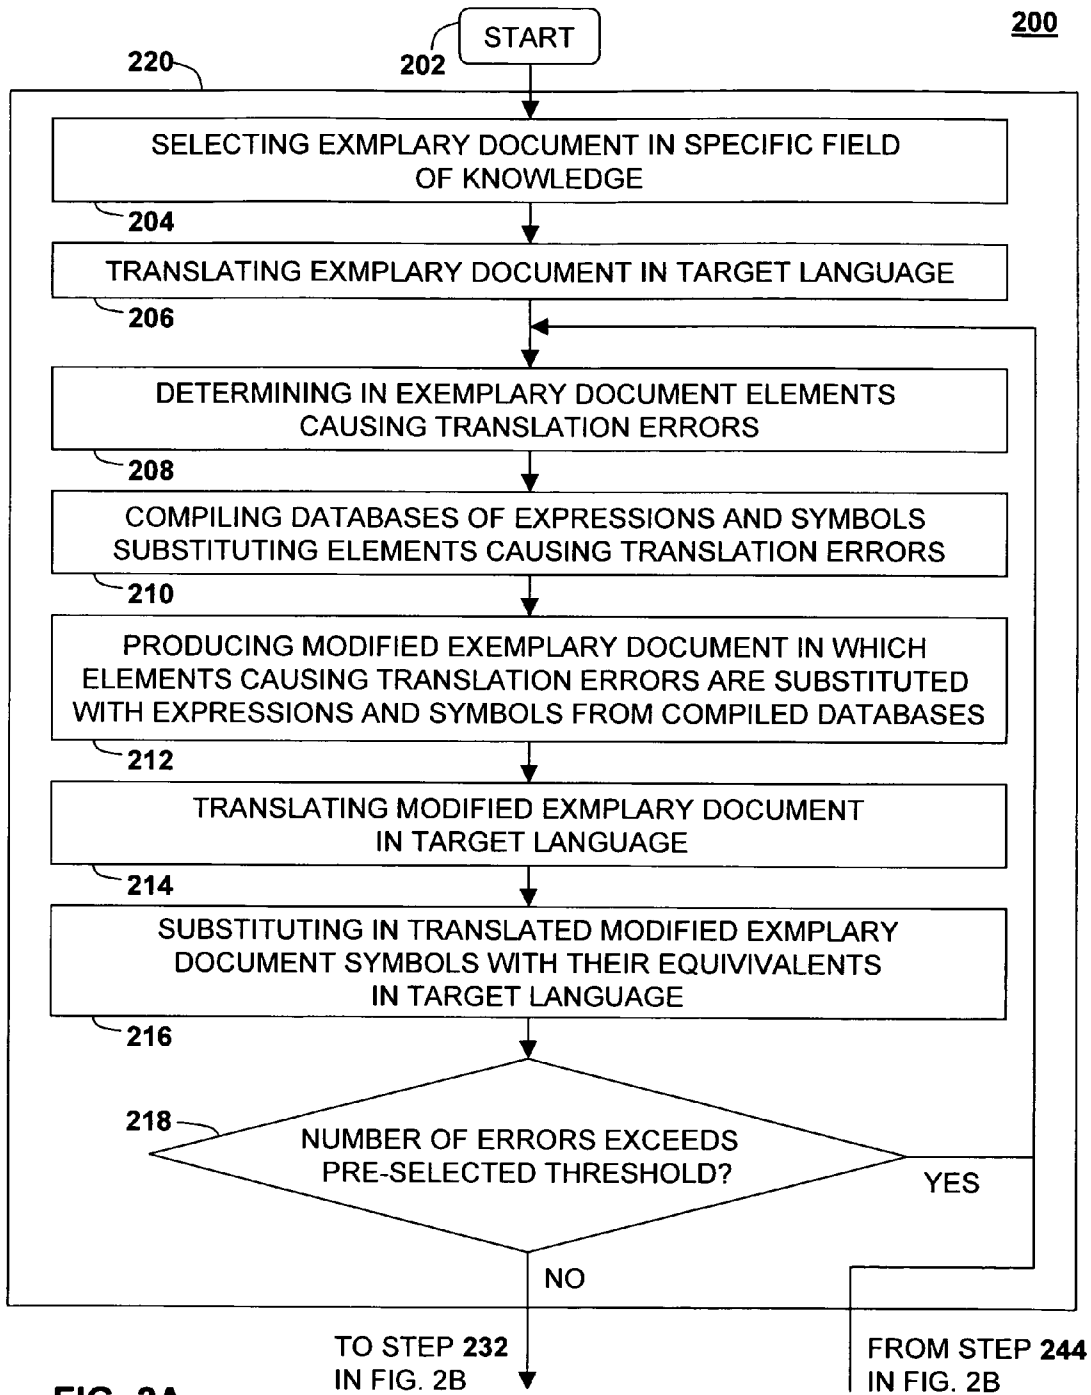 200
START
202
220
SELECTING EXMPLARY DOCUMENT IN SPECIFIC FIELD
OF KNOWLEDGE
204
TRANSLATING EXMPLARY DOCUMENT IN TARGET LANGUAGE
206
DETERMINING IN EXEMPLARY DOCUMENT ELEMENTS
CAUSING TRANSLATION ERRORS
208
COMPILING DATABASES OF EXPRESSIONS AND SYMBOLS
SUBSTITUTING ELEMENTS CAUSING TRANSLATION ERRORS
210
PRODUCING MODIFIED EXEMPLARY DOCUMENT IN WHICH
ELEMENTS CAUSING TRANSLATION ERRORS ARE SUBSTITUTED
WITH EXPRESSIONS AND SYMBOLS FROM COMPILED DATABASES
212
TRANSLATING MODIFIED EXMPLARY DOCUMENT
IN TARGET LANGUAGE
214
SUBSTITUTING IN TRANSLATED MODIFIED EXMPLARY
DOCUMENT SYMBOLS WITH THEIR EQUIVIVALENTS
IN TARGET LANGUAGE
216
218
NUMBER OF ERRORS EXCEEDS
PRE-SELECTED THRESHOLD?
YES
NO
TO STEP 232
IN FIG. 2B
FROM STEP 244
IN FIG. 2B
FIG. 2A